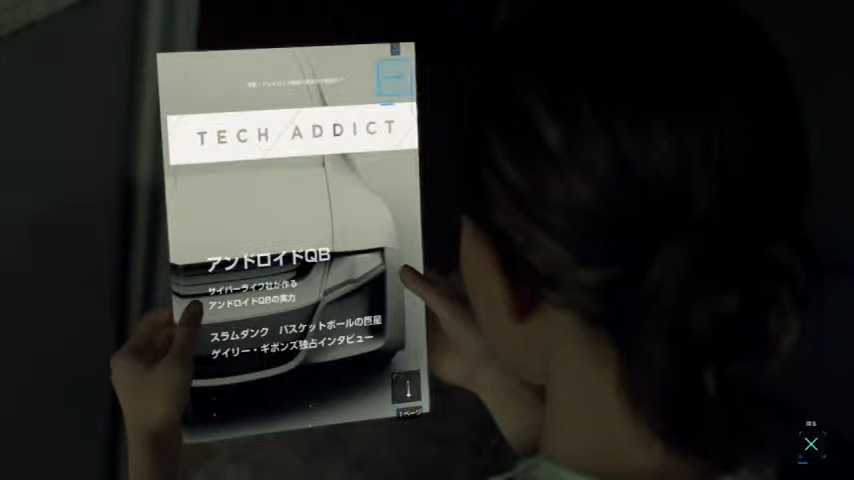 TECH ADDICT
アンドロイドQB
サイバーライフ社が作る
アンドロイドQBの実力
スラムダンク バスケットボールの巨星
ゲイリー・ギボンズ独占インタビュー
1ページ
戻る